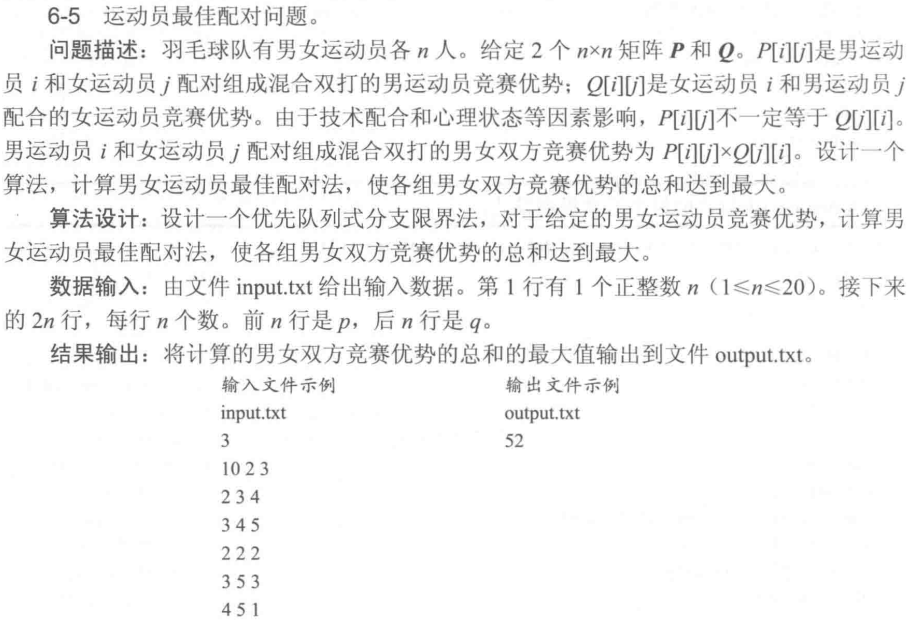 6-5 运动员最佳配对问题。
问题描述：羽毛球队有男女运动员各 n 人。给定 2 个 n×n 矩阵 P 和 Q。P[i][j]是男运动
员 i 和女运动员 j 配对组成混合双打的男运动员竞赛优势；Q[i][j]是女运动员 i 和男运动员 j
配合的女运动员竞赛优势。由于技术配合和心理状态等因素影响，P[i][j]不一定等于 Q[j][i]。
男运动员 i 和女运动员 j 配对组成混合双打的男女双方竞赛优势为 P[i][j]×Q[j][i]。设计一个
算法，计算男女运动员最佳配对法，使各组男女双方竞赛优势的总和达到最大。
算法设计：设计一个优先队列式分支限界法，对于给定的男女运动员竞赛优势，计算男
女运动员最佳配对法，使各组男女双方竞赛优势的总和达到最大。
数据输入：由文件 input.txt 给出输入数据。第 1 行有 1 个正整数 n（1≤n≤20）。接下来
的 2n 行，每行 n 个数。前 n 行是 p，后 n 行是 q。
结果输出：将计算的男女双方竞赛优势的总和的最大值输出到文件 output.txt。
输入文件示例 输出文件示例
input.txt output.txt
3 52
10 2 3
2 3 4
3 4 5
2 2 2
3 5 3
4 5 1